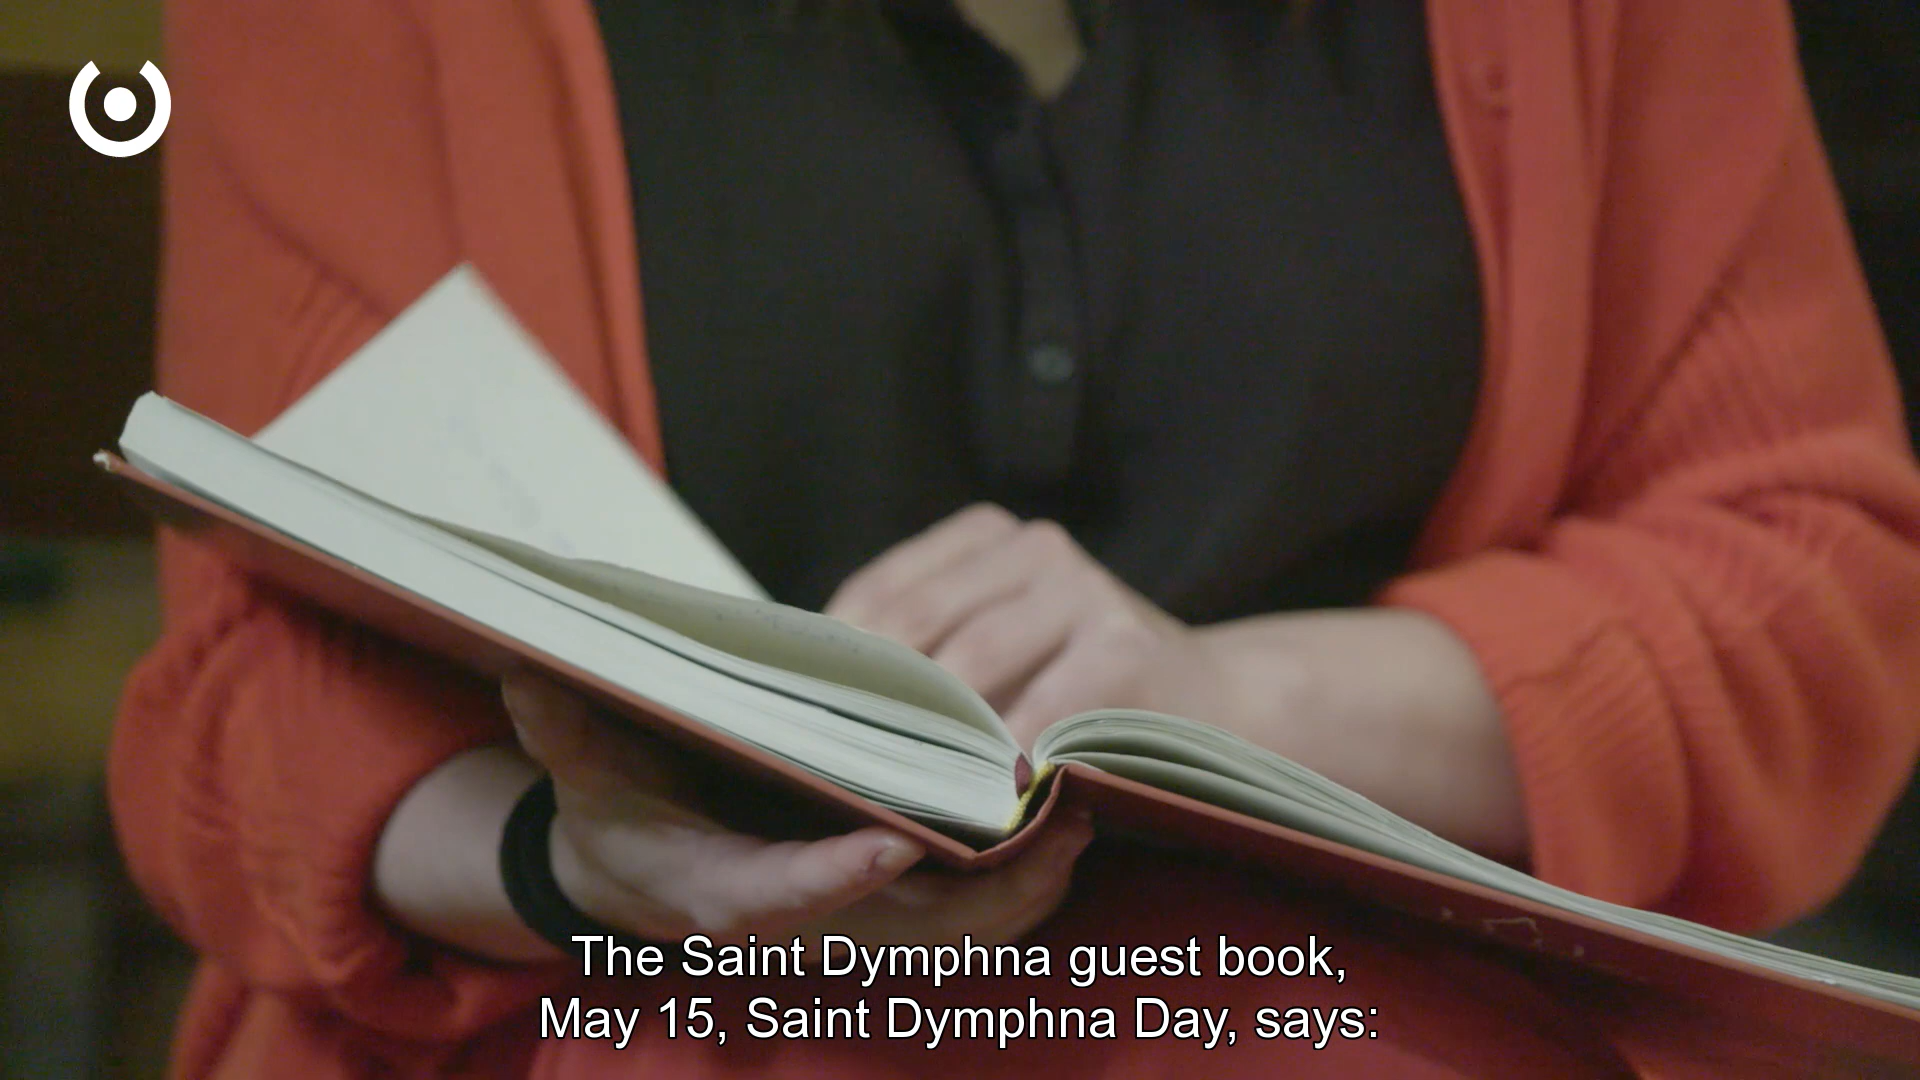 The Saint Dymphna guest book,
May 15, Saint Dymphna Day, says: